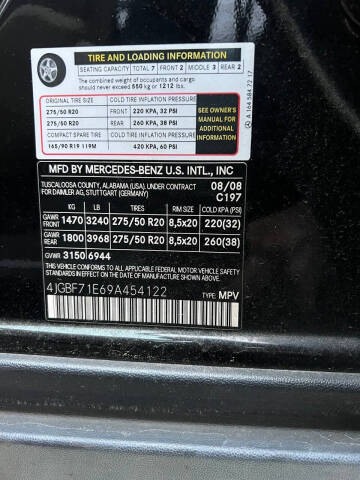 TIRE AND LOADING INFORMATION
SEATING CAPACITY TOTAL 7 FRONT 2 MIDDLE 3 REAR 2
The combined weight of occupants and cargo
should never exceed 550 kg or 1212 lbs.
ORIGINAL TIRE SIZE COLD TIRE INFLATION PRESSURE
275/50 R20 FRONT 220 KPA, 32 PSI
275/50 R20 REAR 260 KPA, 38 PSI
COMPACT SPARE TIRE COLD TIRE INFLATION PRESSURE
165/90 R19 119M 420 KPA, 60 PSI
SEE OWNER'S
MANUAL FOR
ADDITIONAL
INFORMATION
A 164 584 72 17
MFD BY MERCEDES-BENZ U.S. INTL., INC
TUSCALOOSA COUNTY, ALABAMA (USA), UNDER CONTRACT
FOR DAIMLER AG, STUTTGART (GERMANY)
08/08
C197
KG LB TIRES RIM SIZE COLD KPA (PSI)
GAWR FRONT 1470 3240 275/50 R20 8,5x20 220(32)
GAWR REAR 1800 3968 275/50 R20 8,5x20 260(38)
GVWR 3150 6944
THIS VEHICLE CONFORMS TO ALL APPLICABLE FEDERAL MOTOR
VEHICLE SAFETY AND THEFT PREVENTION STANDARDS IN
EFFECT ON THE DATE OF MANUFACTURE SHOWN ABOVE.
4JGBF71E69A454122 TYPE: MPV